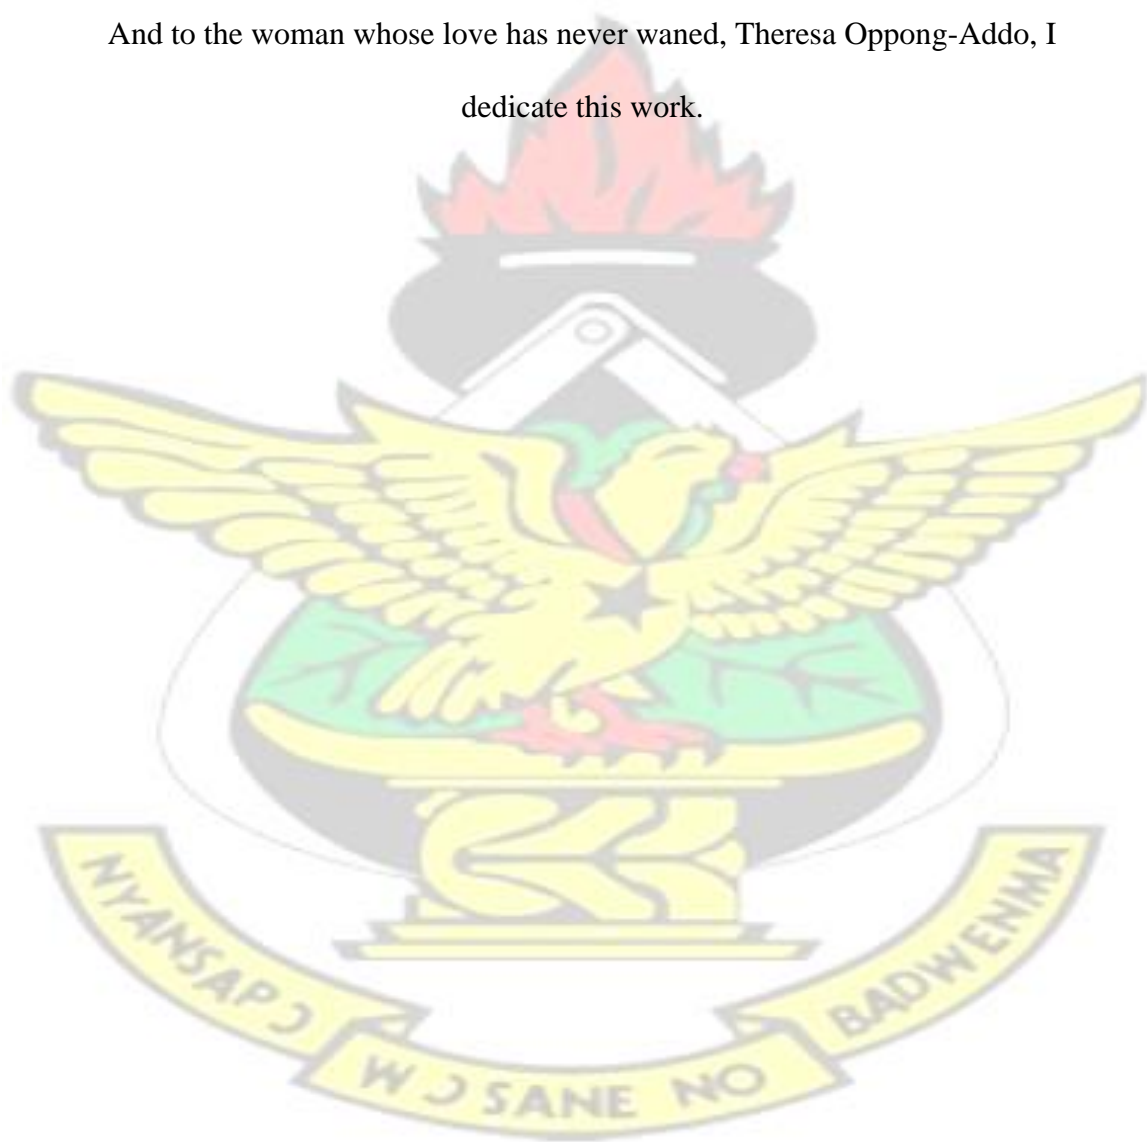 And to the woman whose love has never waned, Theresa Oppong-Addo, I
dedicate this work.
NYANSAPƆ
WƆSANE NO
BADWENMA